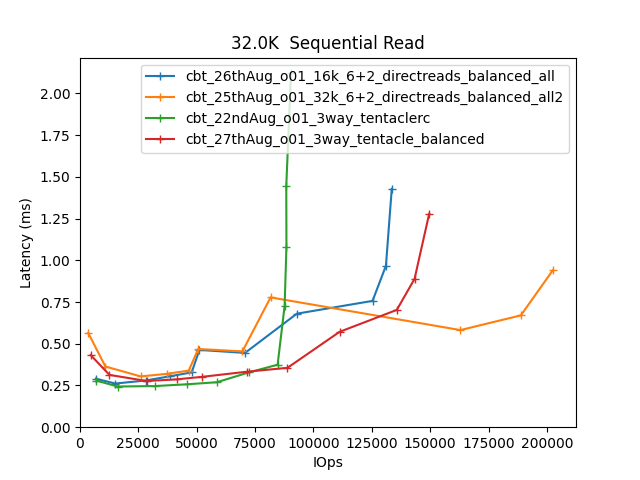 32.0K  Sequential Read
cbt_26thAug_o01_16k_6+2_directreads_balanced_all
cbt_25thAug_o01_32k_6+2_directreads_balanced_all2
cbt_22ndAug_o01_3way_tentaclerc
cbt_27thAug_o01_3way_tentacle_balanced
Latency (ms)
2.00
1.75
1.50
1.25
1.00
0.75
0.50
0.25
0.00
0 25000 50000 75000 100000 125000 150000 175000 200000
IOps